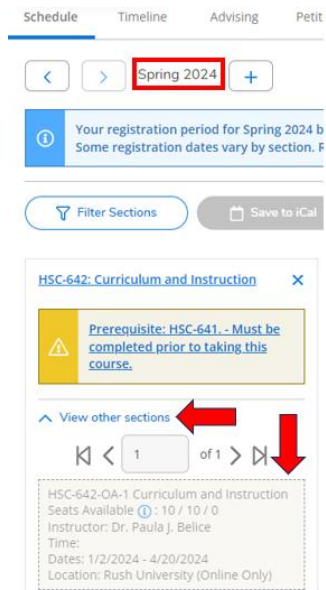 Schedule Timeline Advising Petit
Spring 2024
Your registration period for Spring 2024 b
Some registration dates vary by section.
Filter Sections Save to iCal
HSC-642: Curriculum and Instruction
Prerequisite: HSC-641. - Must be
completed prior to taking this
course.
View other sections
1 of 1
HSC-642-OA-1 Curriculum and Instruction
Seats Available : 10 / 10 / 0
Instructor: Dr. Paula J. Belice
Time:
Dates: 1/2/2024 - 4/20/2024
Location: Rush University (Online Only)